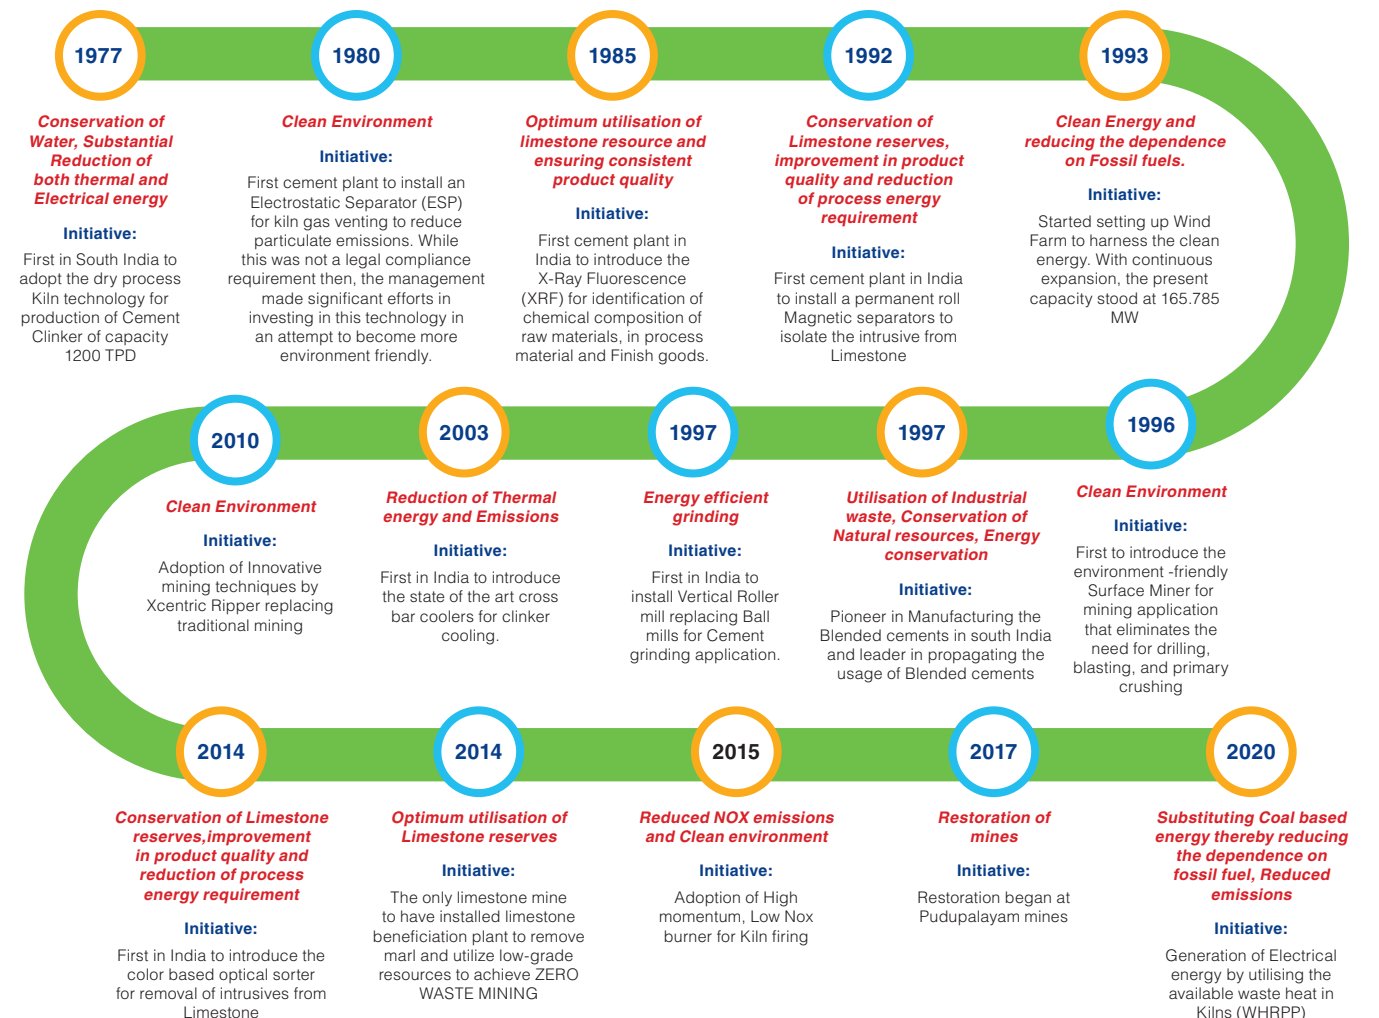 1977
Conservation of
Water, Substantial
Reduction of
both thermal and
Electrical energy
Initiative:
First in South India to
adopt the dry process
Kiln technology for
production of Cement
Clinker of capacity
1200 TPD
1980
Clean Environment
Initiative:
First cement plant to install an
Electrostatic Separator (ESP)
for kiln gas venting to reduce
particulate emissions. While
this was not a legal compliance
requirement then, the management
made significant efforts in
investing in this technology in
an attempt to become more
environment friendly.
1985
Optimum utilisation of
limestone resource and
ensuring consistent
product quality
Initiative:
First cement plant in
India to introduce the
X-Ray Fluorescence
(XRF) for identification of
chemical composition of
raw materials, in process
material and Finish goods.
1992
Conservation of
Limestone reserves,
improvement in product
quality and reduction
of process energy
requirement
Initiative:
First cement plant in India
to install a permanent roll
Magnetic separators to
isolate the intrusive from
Limestone
1993
Clean Energy and
reducing the dependence
on Fossil fuels.
Initiative:
Started setting up Wind
Farm to harness the clean
energy. With continuous
expansion, the present
capacity stood at 165.785
MW
1996
Clean Environment
Initiative:
First to introduce the
environment -friendly
Surface Miner for
mining application
that eliminates the
need for drilling,
blasting, and primary
crushing
1997
Utilisation of Industrial
waste, Conservation of
Natural resources, Energy
conservation
Initiative:
Pioneer in Manufacturing the
Blended cements in south India
and leader in propagating the
usage of Blended cements
1997
Energy efficient
grinding
Initiative:
First in India to
install Vertical Roller
mill replacing Ball
mills for Cement
grinding application.
2003
Reduction of Thermal
energy and Emissions
Initiative:
First in India to introduce
the state of the art cross
bar coolers for clinker
cooling.
2010
Clean Environment
Initiative:
Adoption of Innovative
mining techniques by
Xcentric Ripper replacing
traditional mining
2014
Conservation of Limestone
reserves,improvement
in product quality and
reduction of process
energy requirement
Initiative:
First in India to introduce the
color based optical sorter
for removal of intrusives from
Limestone
2014
Optimum utilisation of
Limestone reserves
Initiative:
The only limestone mine
to have installed limestone
beneficiation plant to remove
marl and utilize low-grade
resources to achieve ZERO
WASTE MINING
2015
Reduced NOX emissions
and Clean environment
Initiative:
Adoption of High
momentum, Low Nox
burner for Kiln firing
2017
Restoration of
mines
Initiative:
Restoration began at
Pudupalayam mines
2020
Substituting Coal based
energy thereby reducing
the dependence on
fossil fuel, Reduced
emissions
Initiative:
Generation of Electrical
energy by utilising the
available waste heat in
Kilns (WHRPP)